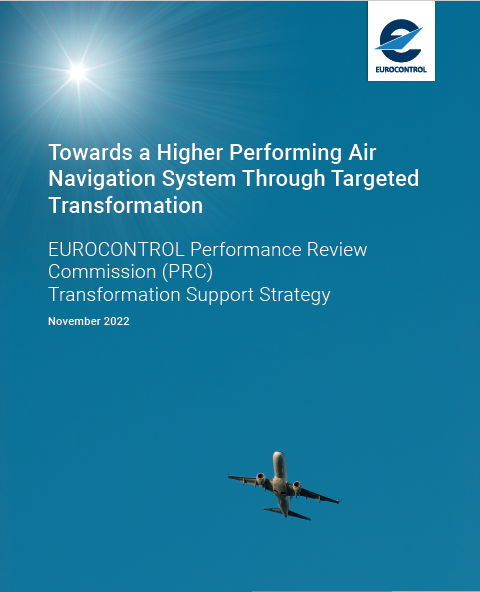 EUROCONTROL
Towards a Higher Performing Air
Navigation System Through Targeted
Transformation
EUROCONTROL Performance Review
Commission (PRC)
Transformation Support Strategy
November 2022